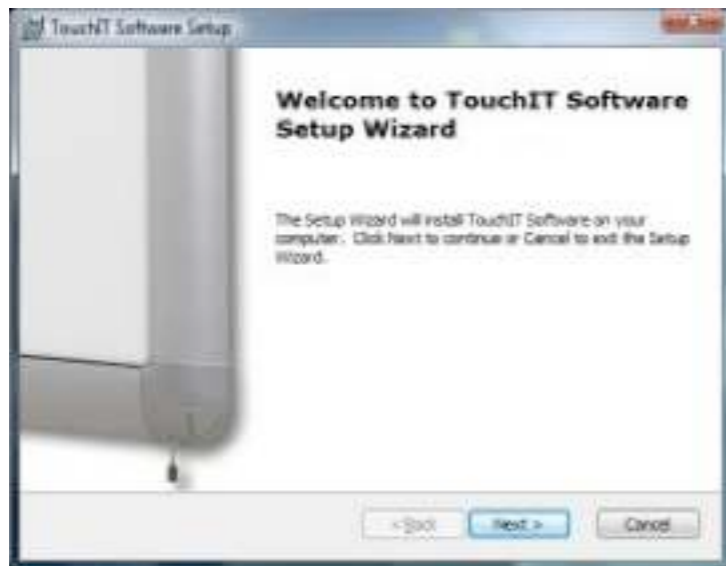 TouchIT Software Setup
Welcome to TouchIT Software
Setup Wizard
The Setup Wizard will install TouchIT Software on your
computer. Click Next to continue or Cancel to exit the Setup
Wizard.
< Back
Next >
Cancel